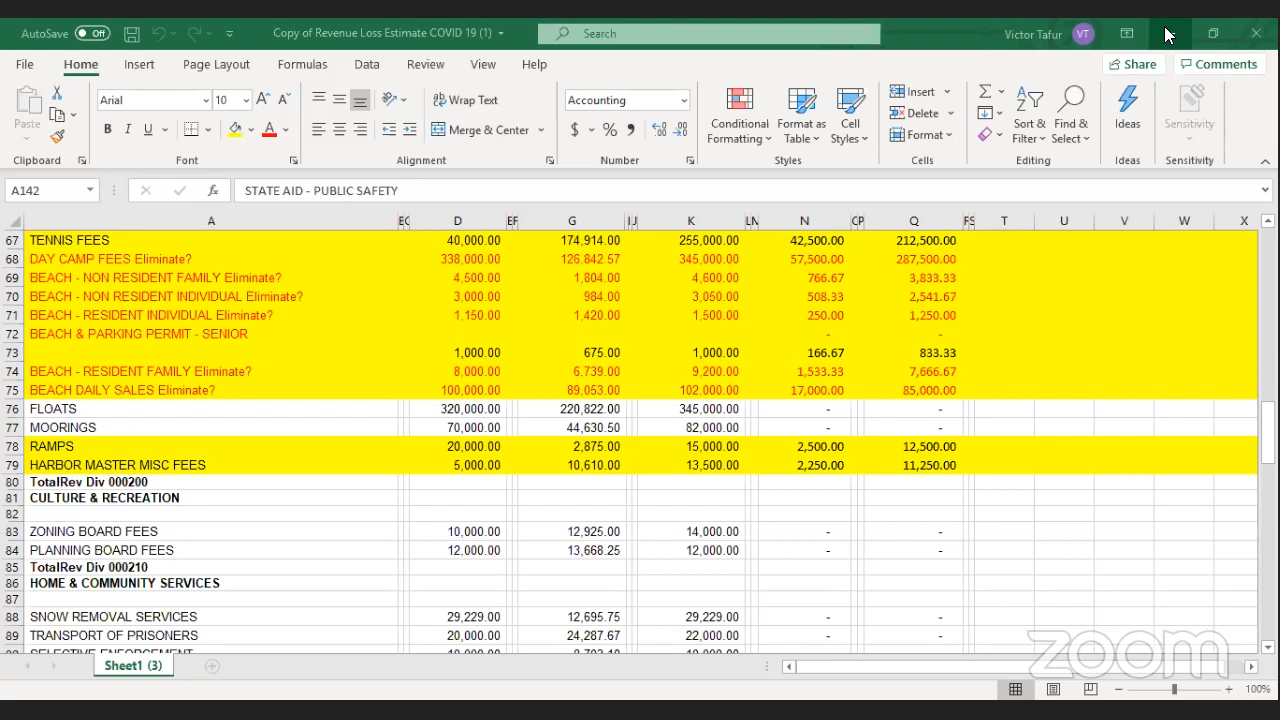 AutoSave Off Copy of Revenue Loss Estimate COVID 19 (1) Search Victor Tafur VT
File Home Insert Page Layout Formulas Data Review View Help Share Comments
Paste Arial 10 Wrap Text Merge & Center Accounting $ % Conditional Formatting Format as Table Cell Styles Insert Delete Format Sort & Filter Find & Select Ideas Sensitivity
Clipboard Font Alignment Number Styles Cells Editing Ideas Sensitivity
A142 fx STATE AID - PUBLIC SAFETY
A D G K N Q T U V W X
67 TENNIS FEES 40,000.00 174,914.00 255,000.00 42,500.00 212,500.00
68 DAY CAMP FEES Eliminate? 338,000.00 126,842.57 345,000.00 57,500.00 287,500.00
69 BEACH - NON RESIDENT FAMILY Eliminate? 4,500.00 1,804.00 4,600.00 766.67 3,833.33
70 BEACH - NON RESIDENT INDIVIDUAL Eliminate? 3,000.00 984.00 3,050.00 508.33 2,541.67
71 BEACH - RESIDENT INDIVIDUAL Eliminate? 1,150.00 1,420.00 1,500.00 250.00 1,250.00
72 BEACH & PARKING PERMIT - SENIOR - -
73 1,000.00 675.00 1,000.00 166.67 833.33
74 BEACH - RESIDENT FAMILY Eliminate? 8,000.00 6,739.00 9,200.00 1,533.33 7,666.67
75 BEACH DAILY SALES Eliminate? 100,000.00 89,053.00 102,000.00 17,000.00 85,000.00
76 FLOATS 320,000.00 220,822.00 345,000.00 - -
77 MOORINGS 70,000.00 44,630.50 82,000.00 - -
78 RAMPS 20,000.00 2,875.00 15,000.00 2,500.00 12,500.00
79 HARBOR MASTER MISC FEES 5,000.00 10,610.00 13,500.00 2,250.00 11,250.00
80 TotalRev Div 000200
81 CULTURE & RECREATION
82
83 ZONING BOARD FEES 10,000.00 12,925.00 14,000.00 - -
84 PLANNING BOARD FEES 12,000.00 13,668.25 12,000.00 - -
85 TotalRev Div 000210
86 HOME & COMMUNITY SERVICES
87
88 SNOW REMOVAL SERVICES 29,229.00 12,695.75 29,229.00 - -
89 TRANSPORT OF PRISONERS 20,000.00 24,287.67 22,000.00 - -
Sheet1 (3)
zoom
100%